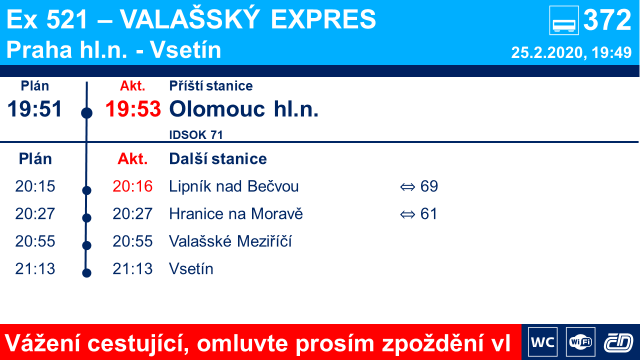 Ex 521 – VALAŠSKÝ EXPRES 372
Praha hl.n. - Vsetín 25.2.2020, 19:49
Plán Akt. Příští stanice
19:51 19:53 Olomouc hl.n.
IDSOK 71
Plán Akt. Další stanice
20:15 20:16 Lipník nad Bečvou ⇔ 69
20:27 20:27 Hranice na Moravě ⇔ 61
20:55 20:55 Valašské Meziříčí
21:13 21:13 Vsetín
Vážení cestující, omluvte prosím zpoždění vl WC WiFi ČD